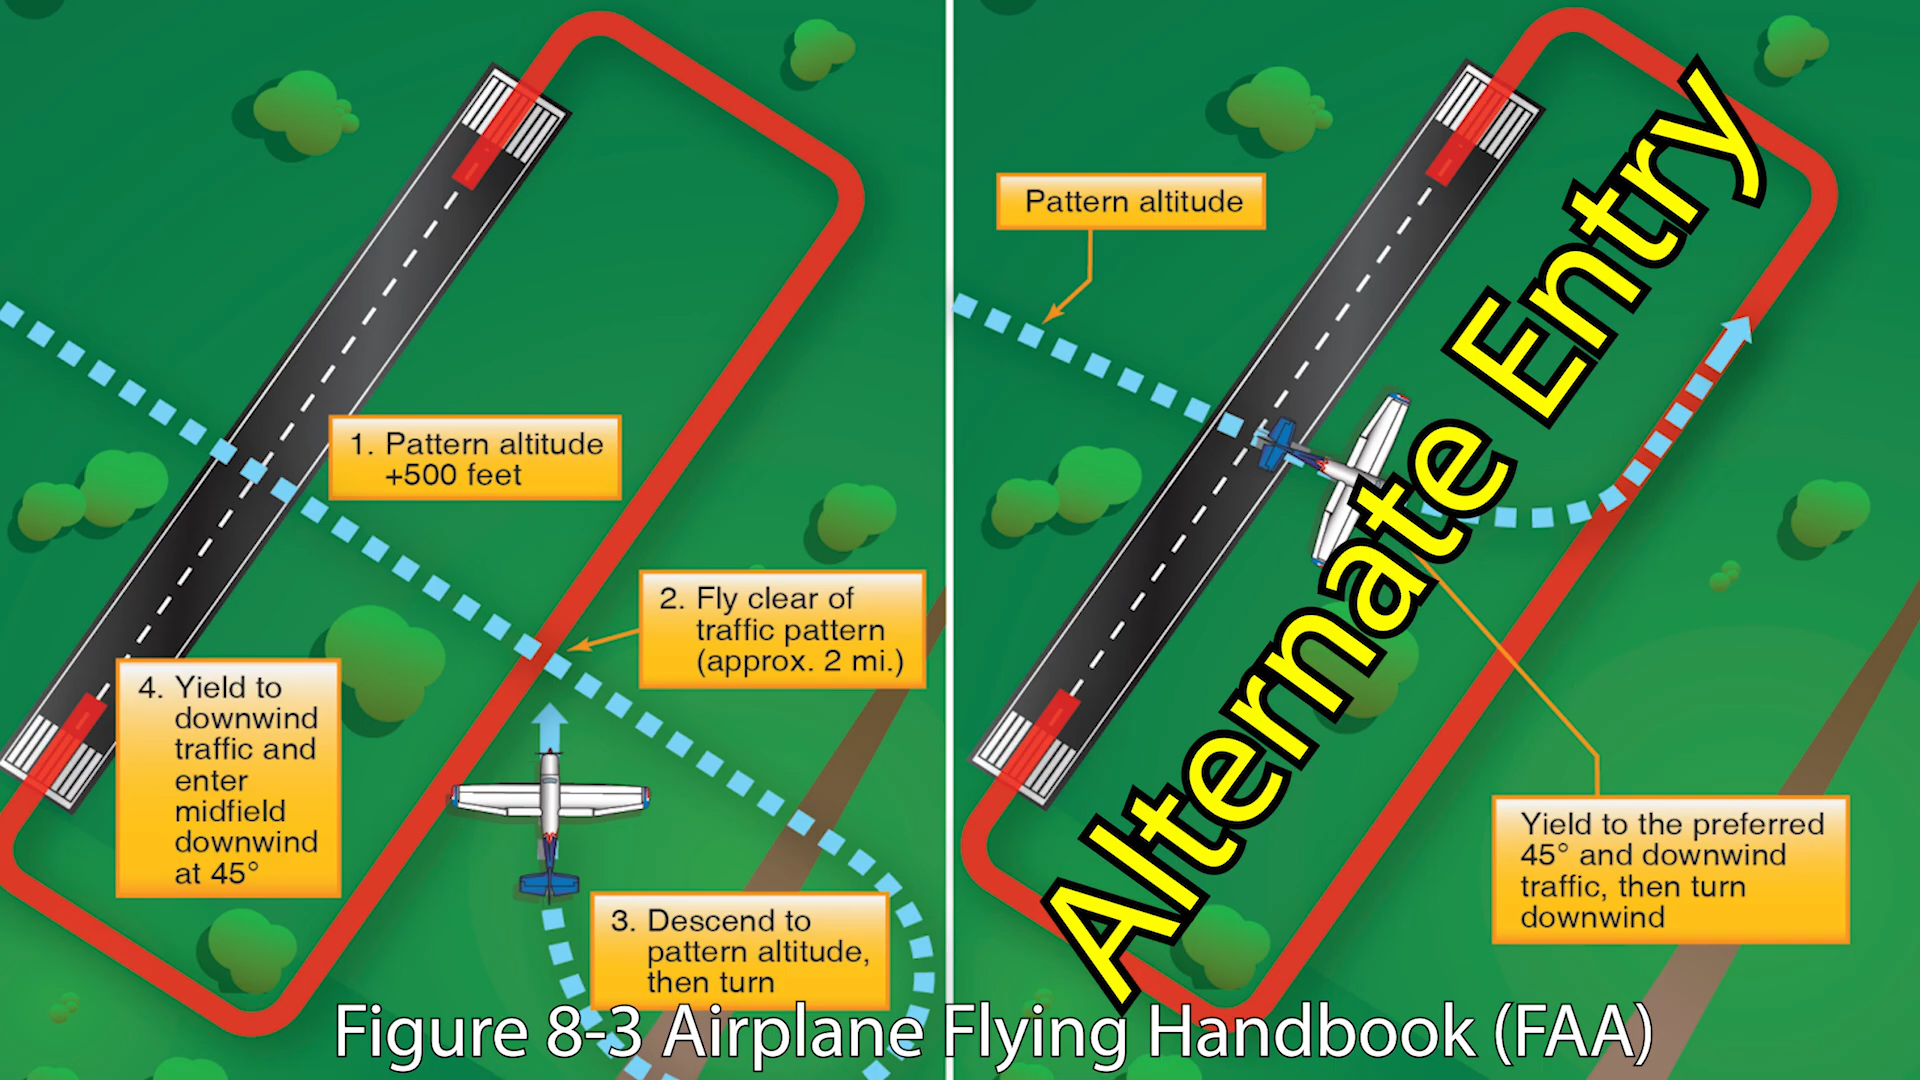 1. Pattern altitude
+500 feet
2. Fly clear of
traffic pattern
(approx. 2 mi.)
3. Descend to
pattern altitude,
then turn
4. Yield to
downwind
traffic and
enter
midfield
downwind
at 45°
Pattern altitude
Alternate Entry
Yield to the preferred
45° and downwind
traffic, then turn
downwind
Figure 8-3 Airplane Flying Handbook (FAA)